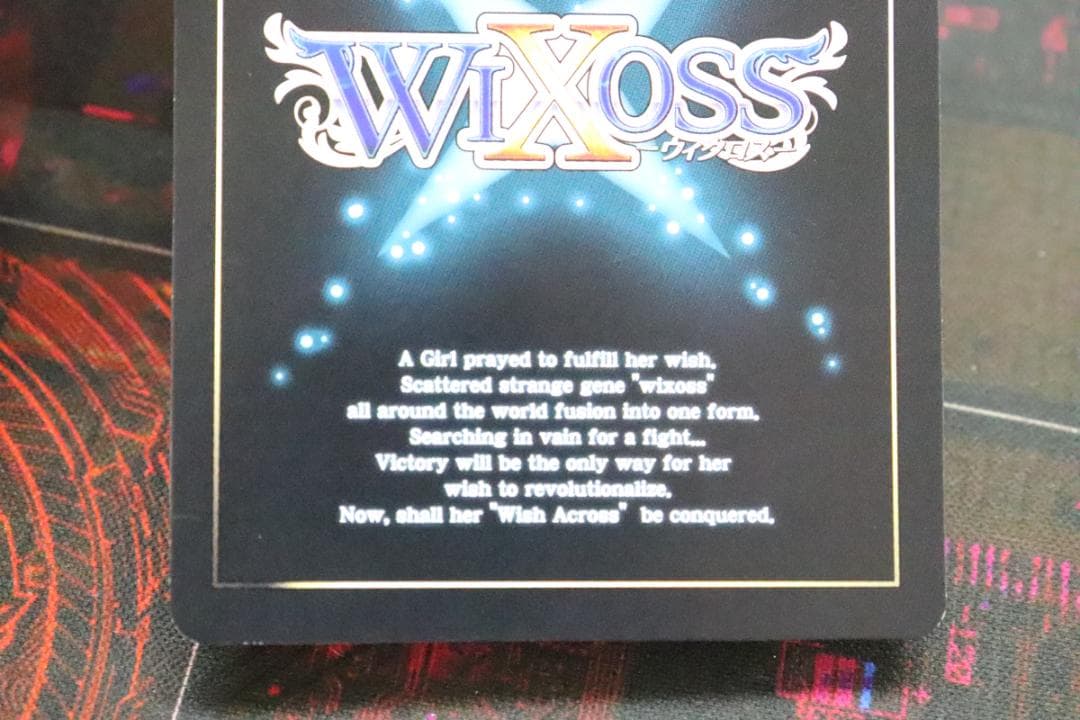 WIXOSS
ーウィクロスー
A Girl prayed to fulfill her wish.
Scattered strange gene "wixoss"
all around the world fusion into one form.
Searching in vain for a fight...
Victory will be the only way for her
wish to revolutionalize.
Now, shall her "Wish Across" be conquered.